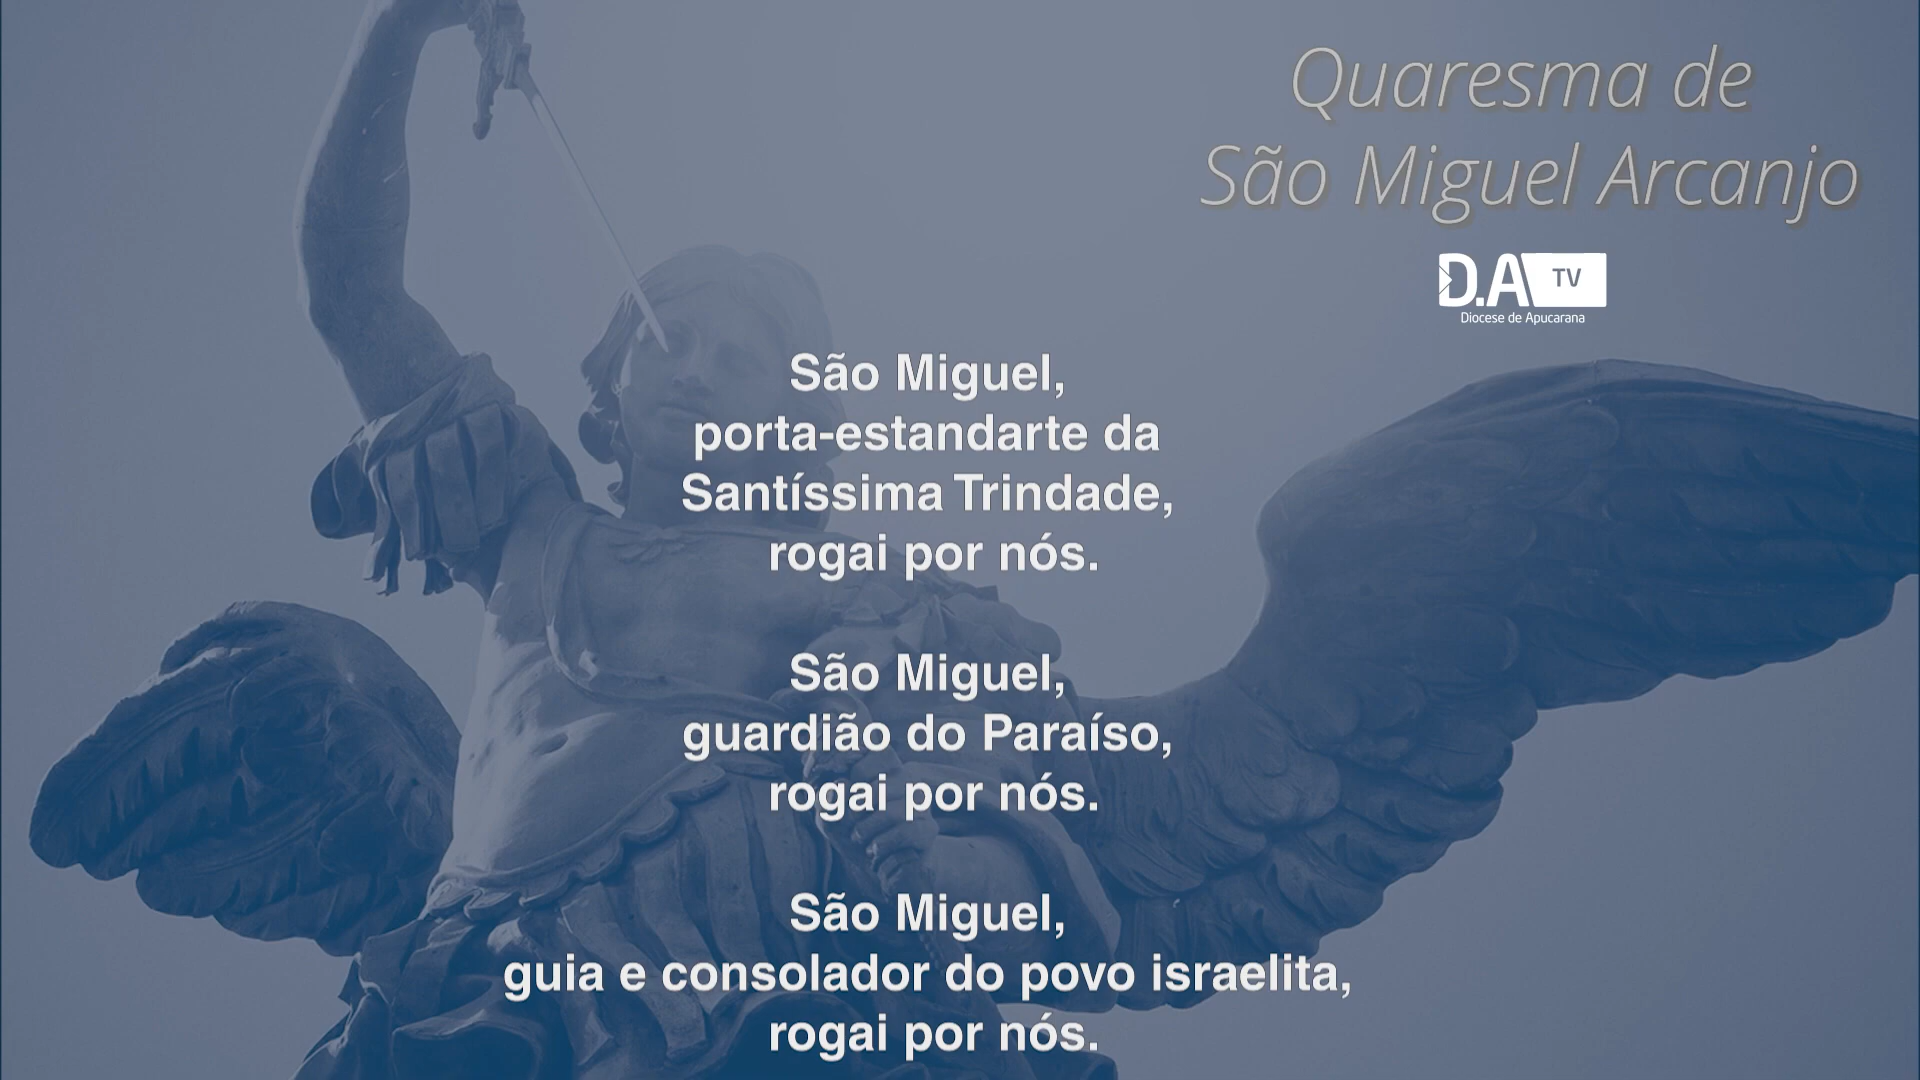 Quaresma de
São Miguel Arcanjo
D.A TV
Diocese de Apucarana
São Miguel,
porta-estandarte da
Santíssima Trindade,
rogai por nós.
São Miguel,
guardião do Paraíso,
rogai por nós.
São Miguel,
guia e consolador do povo israelita,
rogai por nós.